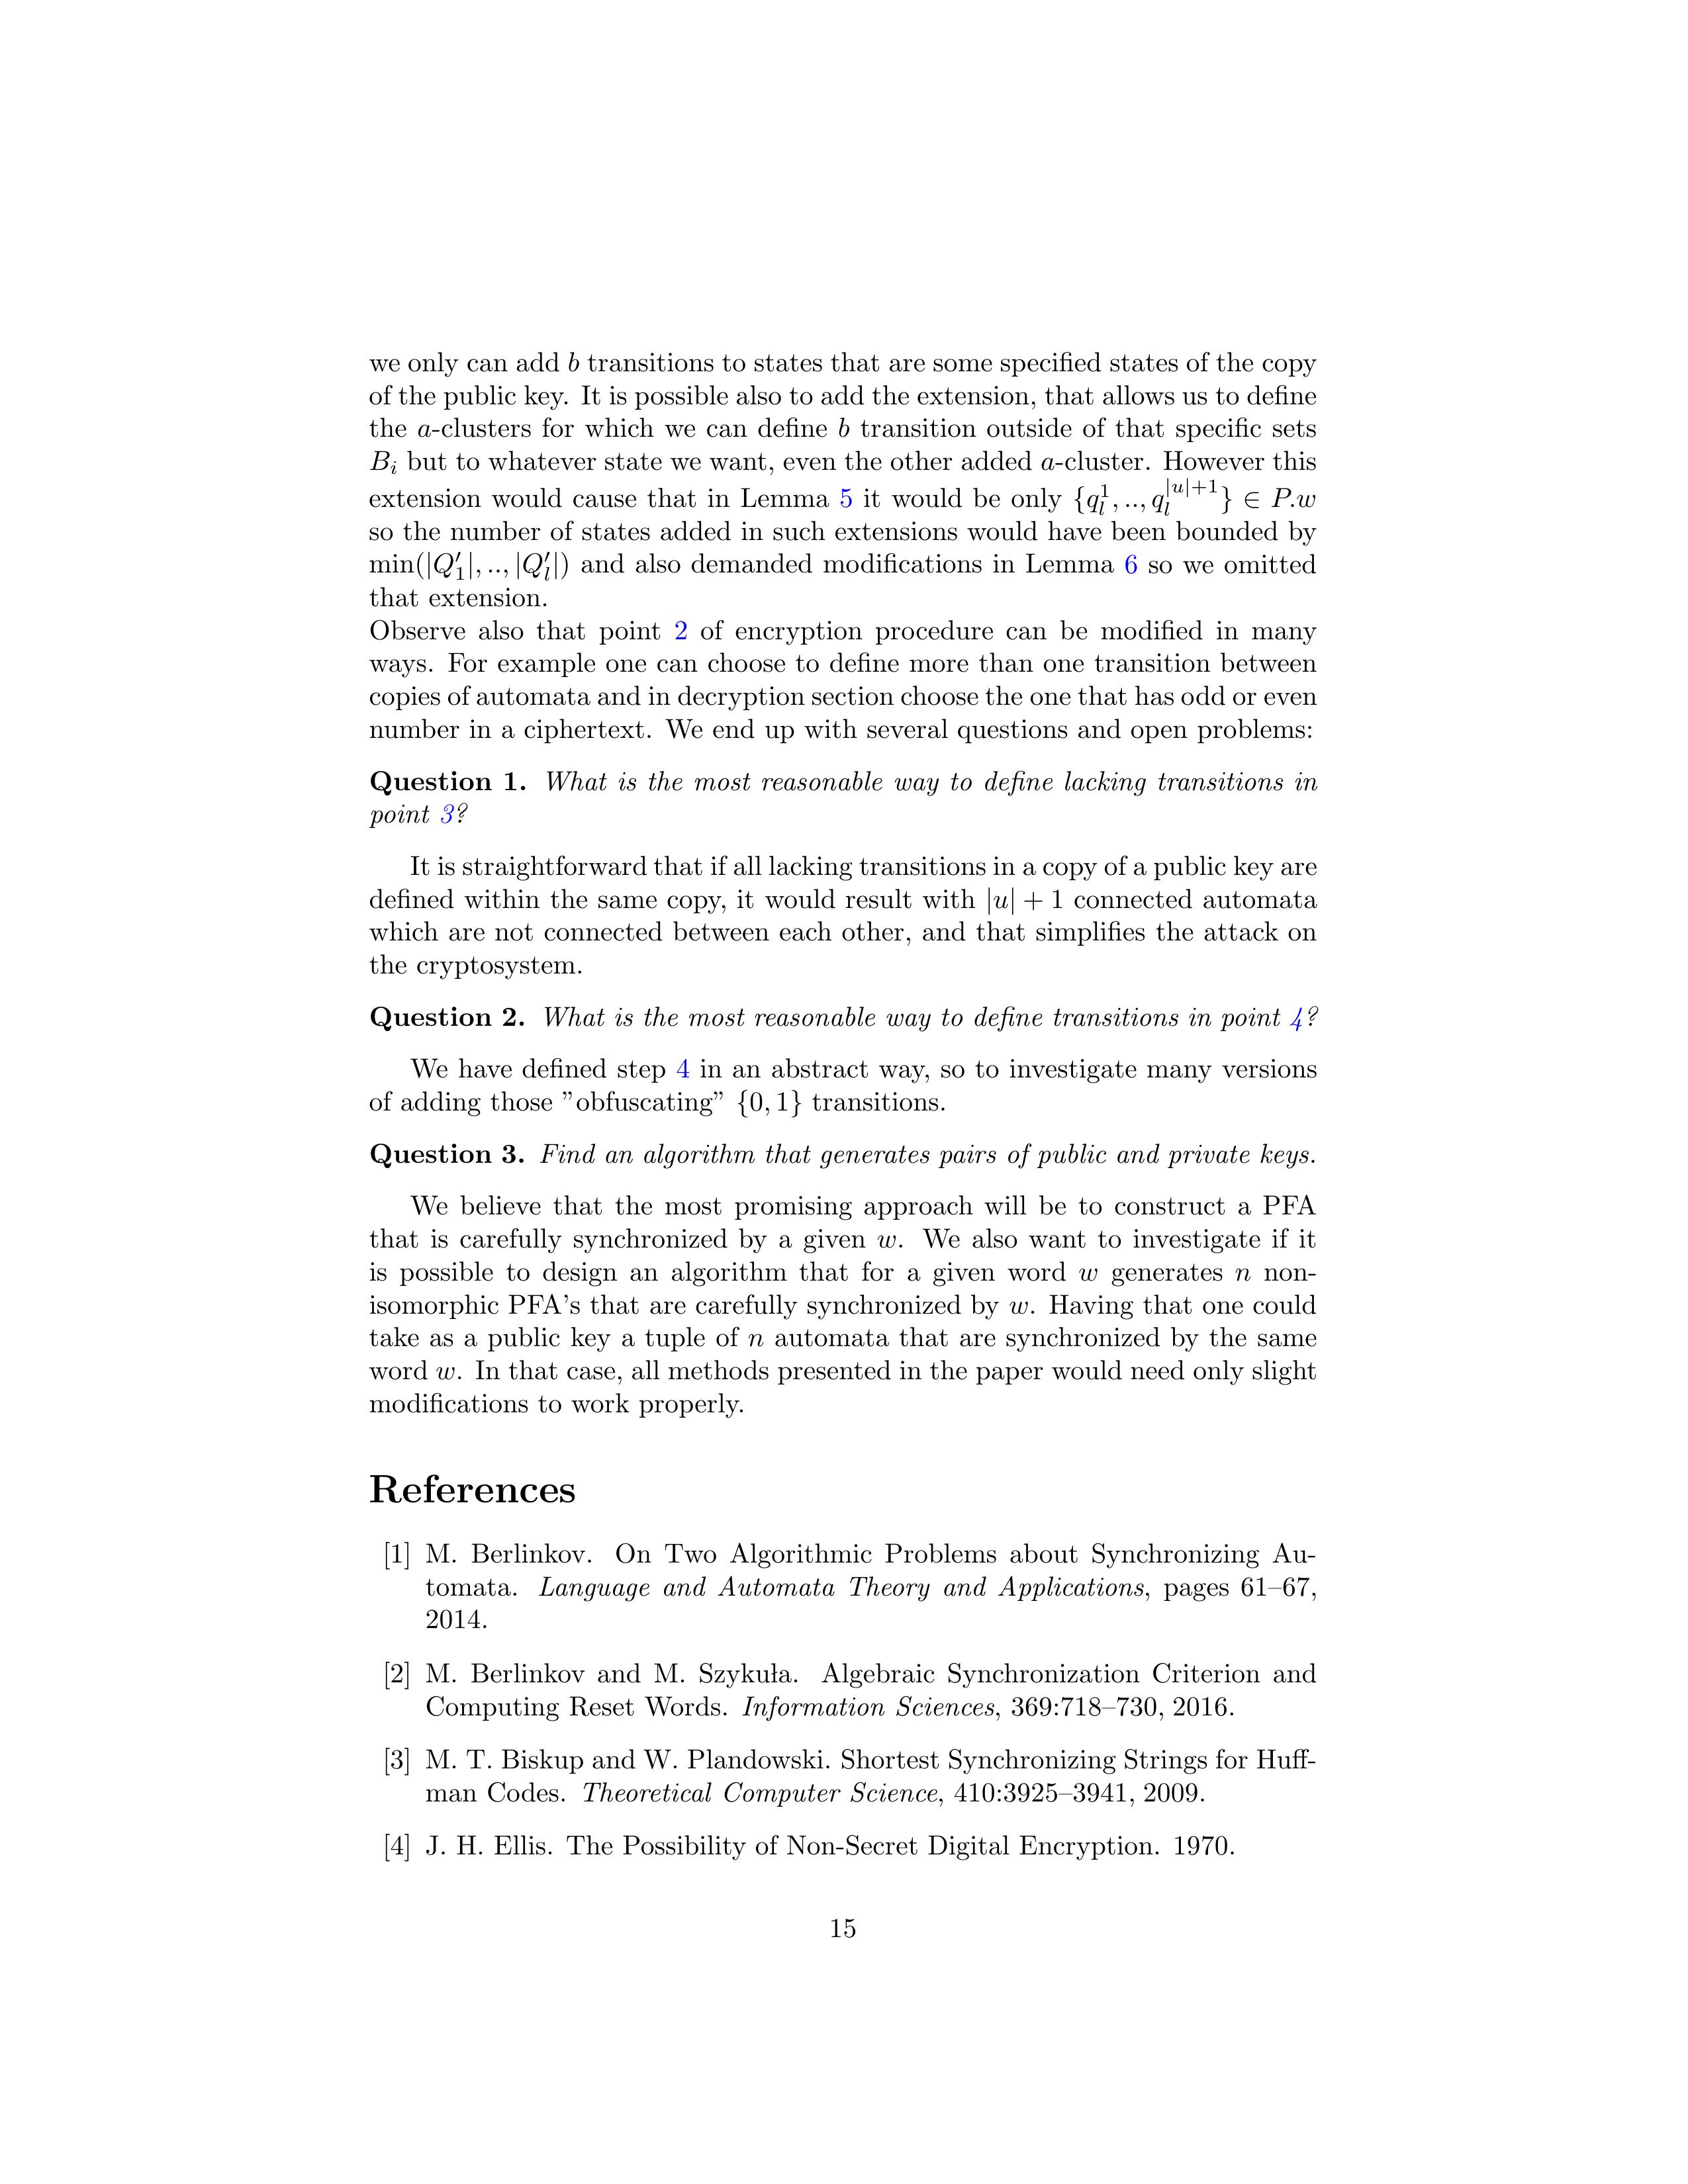 we only can add b transitions to states that are some specified states of the copy
of the public key. It is possible also to add the extension, that allows us to define
the a-clusters for which we can define b transition outside of that specific sets
B_i but to whatever state we want, even the other added a-cluster. However this
extension would cause that in Lemma 5 it would be only {q_l^1, .., q_l^{|u|+1}} ∈ P.w
so the number of states added in such extensions would have been bounded by
min(|Q'_1|, .., |Q'_l|) and also demanded modifications in Lemma 6 so we omitted
that extension.
Observe also that point 2 of encryption procedure can be modified in many
ways. For example one can choose to define more than one transition between
copies of automata and in decryption section choose the one that has odd or even
number in a ciphertext. We end up with several questions and open problems:
Question 1. What is the most reasonable way to define lacking transitions in
point 3?
It is straightforward that if all lacking transitions in a copy of a public key are
defined within the same copy, it would result with |u| + 1 connected automata
which are not connected between each other, and that simplifies the attack on
the cryptosystem.
Question 2. What is the most reasonable way to define transitions in point 4?
We have defined step 4 in an abstract way, so to investigate many versions
of adding those ”obfuscating” {0, 1} transitions.
Question 3. Find an algorithm that generates pairs of public and private keys.
We believe that the most promising approach will be to construct a PFA
that is carefully synchronized by a given w. We also want to investigate if it
is possible to design an algorithm that for a given word w generates n non-
isomorphic PFA's that are carefully synchronized by w. Having that one could
take as a public key a tuple of n automata that are synchronized by the same
word w. In that case, all methods presented in the paper would need only slight
modifications to work properly.
References
[1] M. Berlinkov. On Two Algorithmic Problems about Synchronizing Au-
tomata. Language and Automata Theory and Applications, pages 61–67,
2014.
[2] M. Berlinkov and M. Szykuła. Algebraic Synchronization Criterion and
Computing Reset Words. Information Sciences, 369:718–730, 2016.
[3] M. T. Biskup and W. Plandowski. Shortest Synchronizing Strings for Huff-
man Codes. Theoretical Computer Science, 410:3925–3941, 2009.
[4] J. H. Ellis. The Possibility of Non-Secret Digital Encryption. 1970.
15